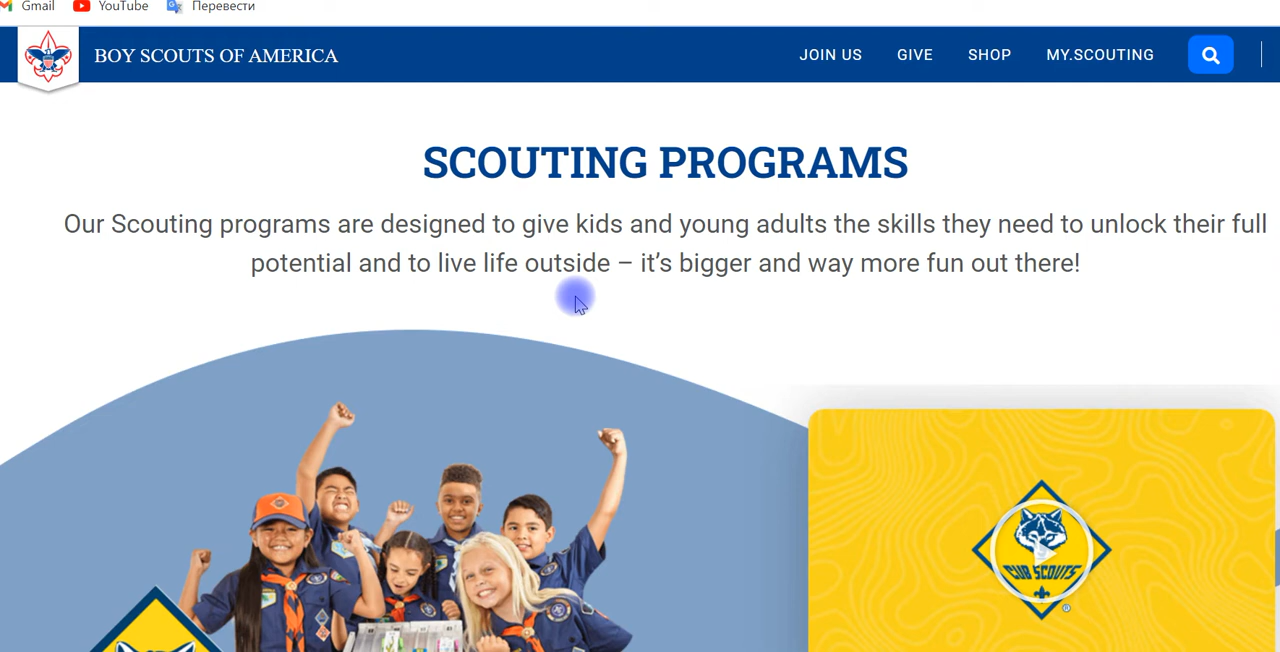 Gmail YouTube Перевести
BOY SCOUTS OF AMERICA JOIN US GIVE SHOP MY.SCOUTING
SCOUTING PROGRAMS
Our Scouting programs are designed to give kids and young adults the skills they need to unlock their full
potential and to live life outside – it’s bigger and way more fun out there!
CUB SCOUTS
®